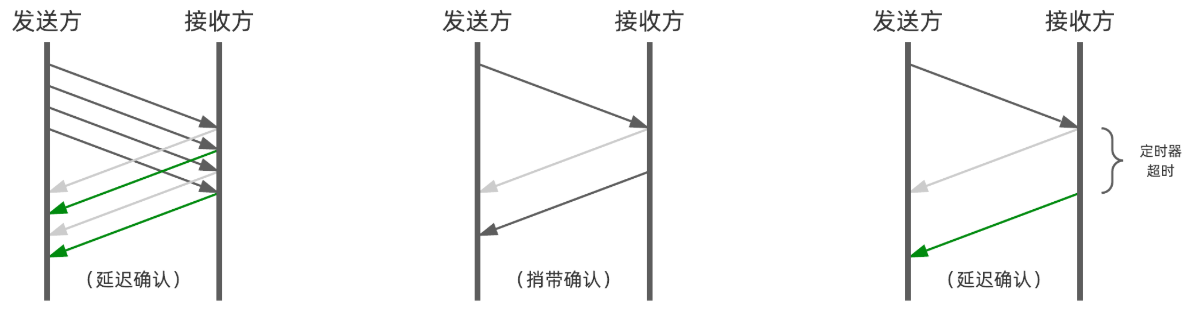 发送方
接收方
发送方
接收方
发送方
接收方
定时器
超时
（延迟确认）
（捎带确认）
（延迟确认）